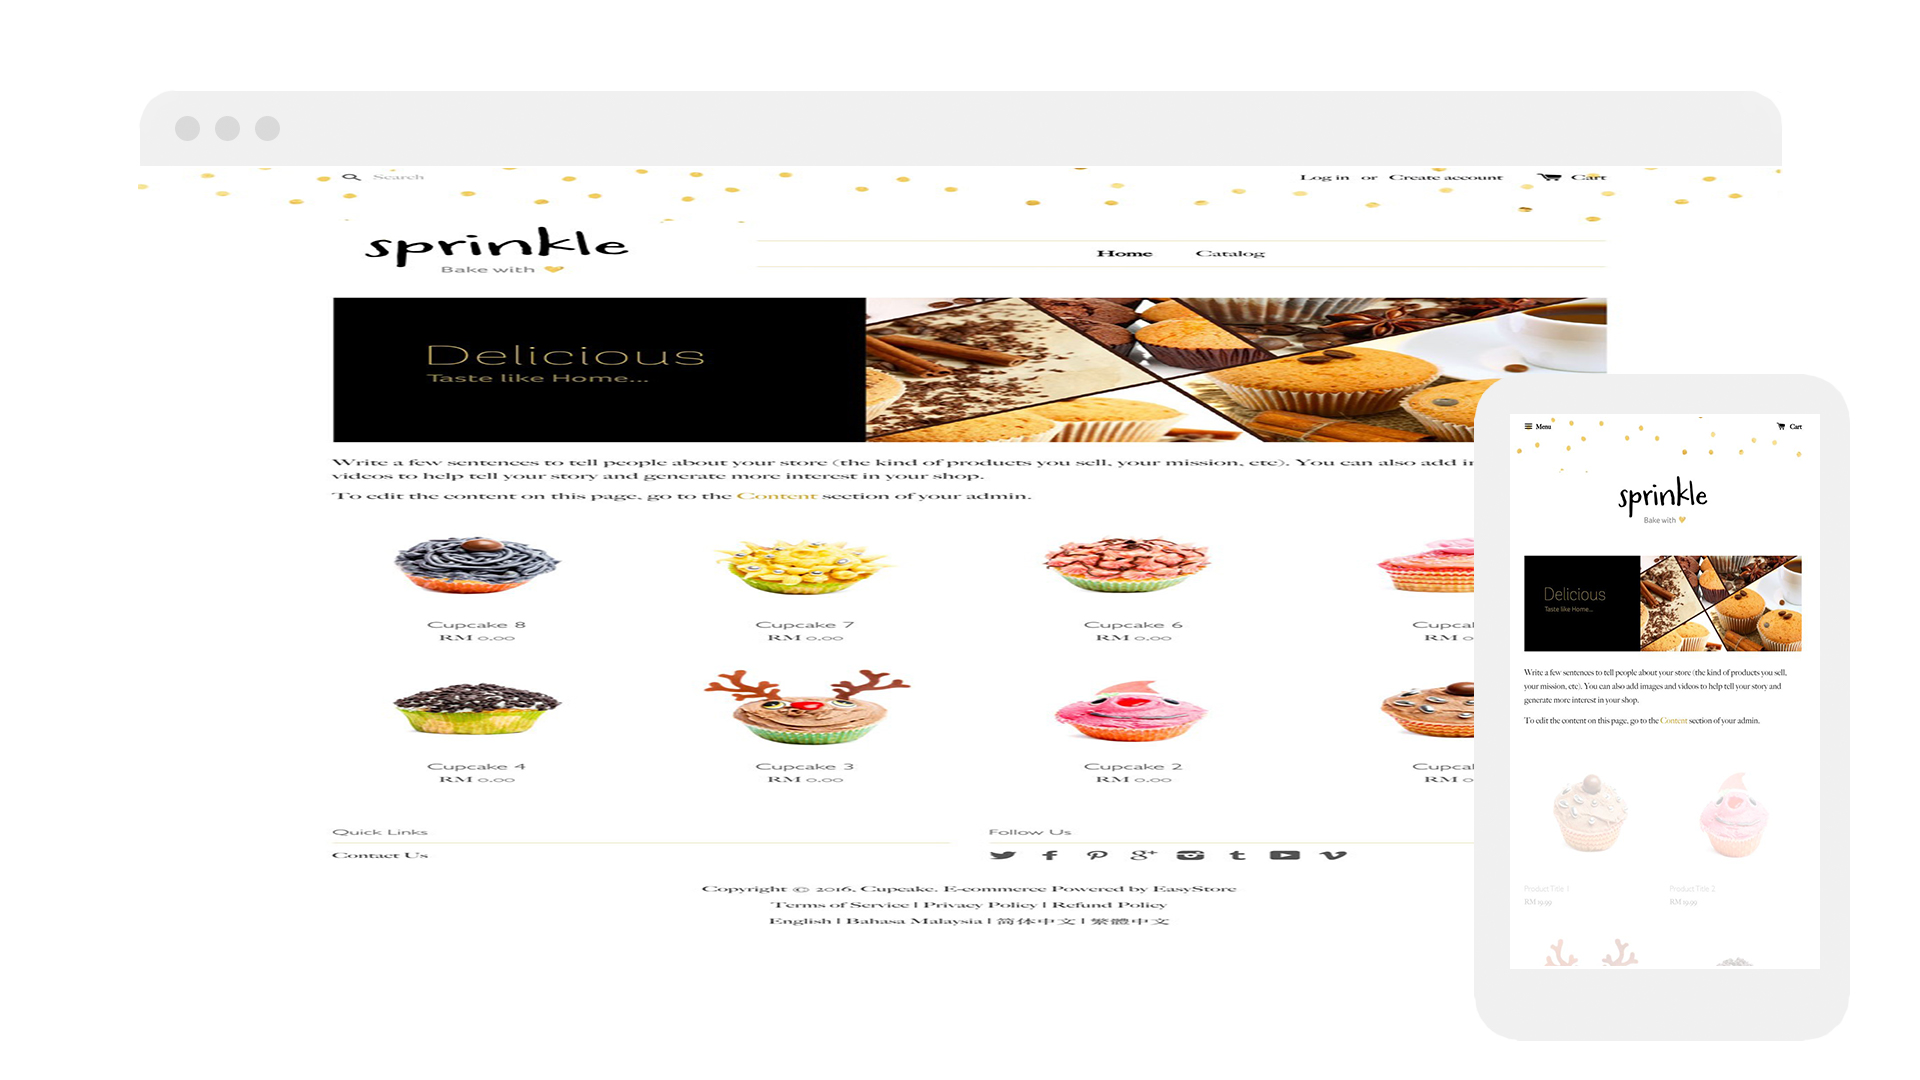 Search
Log in or Create account Cart
sprinkle
Bake with
Home Catalog
Delicious
Taste like Home...
Write a few sentences to tell people about your store (the kind of products you sell, your mission, etc). You can also add
videos to help tell your story and generate more interest in your shop.
To edit the content on this page, go to the Content section of your admin.
Cupcake 8
RM 0.00
Cupcake 7
RM 0.00
Cupcake 6
RM 0.00
Cupcake 4
RM 0.00
Cupcake 3
RM 0.00
Cupcake 2
RM 0.00
Quick Links
Contact Us
Follow Us
Copyright © 2016. Cupcake. E-commerce Powered by EasyStore
Terms of Service | Privacy Policy | Refund Policy
English | Bahasa Malaysia | 简体中文 | 繁體中文
Menu Cart
sprinkle
Bake with
Delicious
Taste like Home...
Write a few sentences to tell people about your store (the kind of products you sell,
your mission, etc). You can also add images and videos to help tell your story and
generate more interest in your shop.
To edit the content on this page, go to the Content section of your admin.
Product Title 1
RM 19.99
Product Title 2
RM 19.99